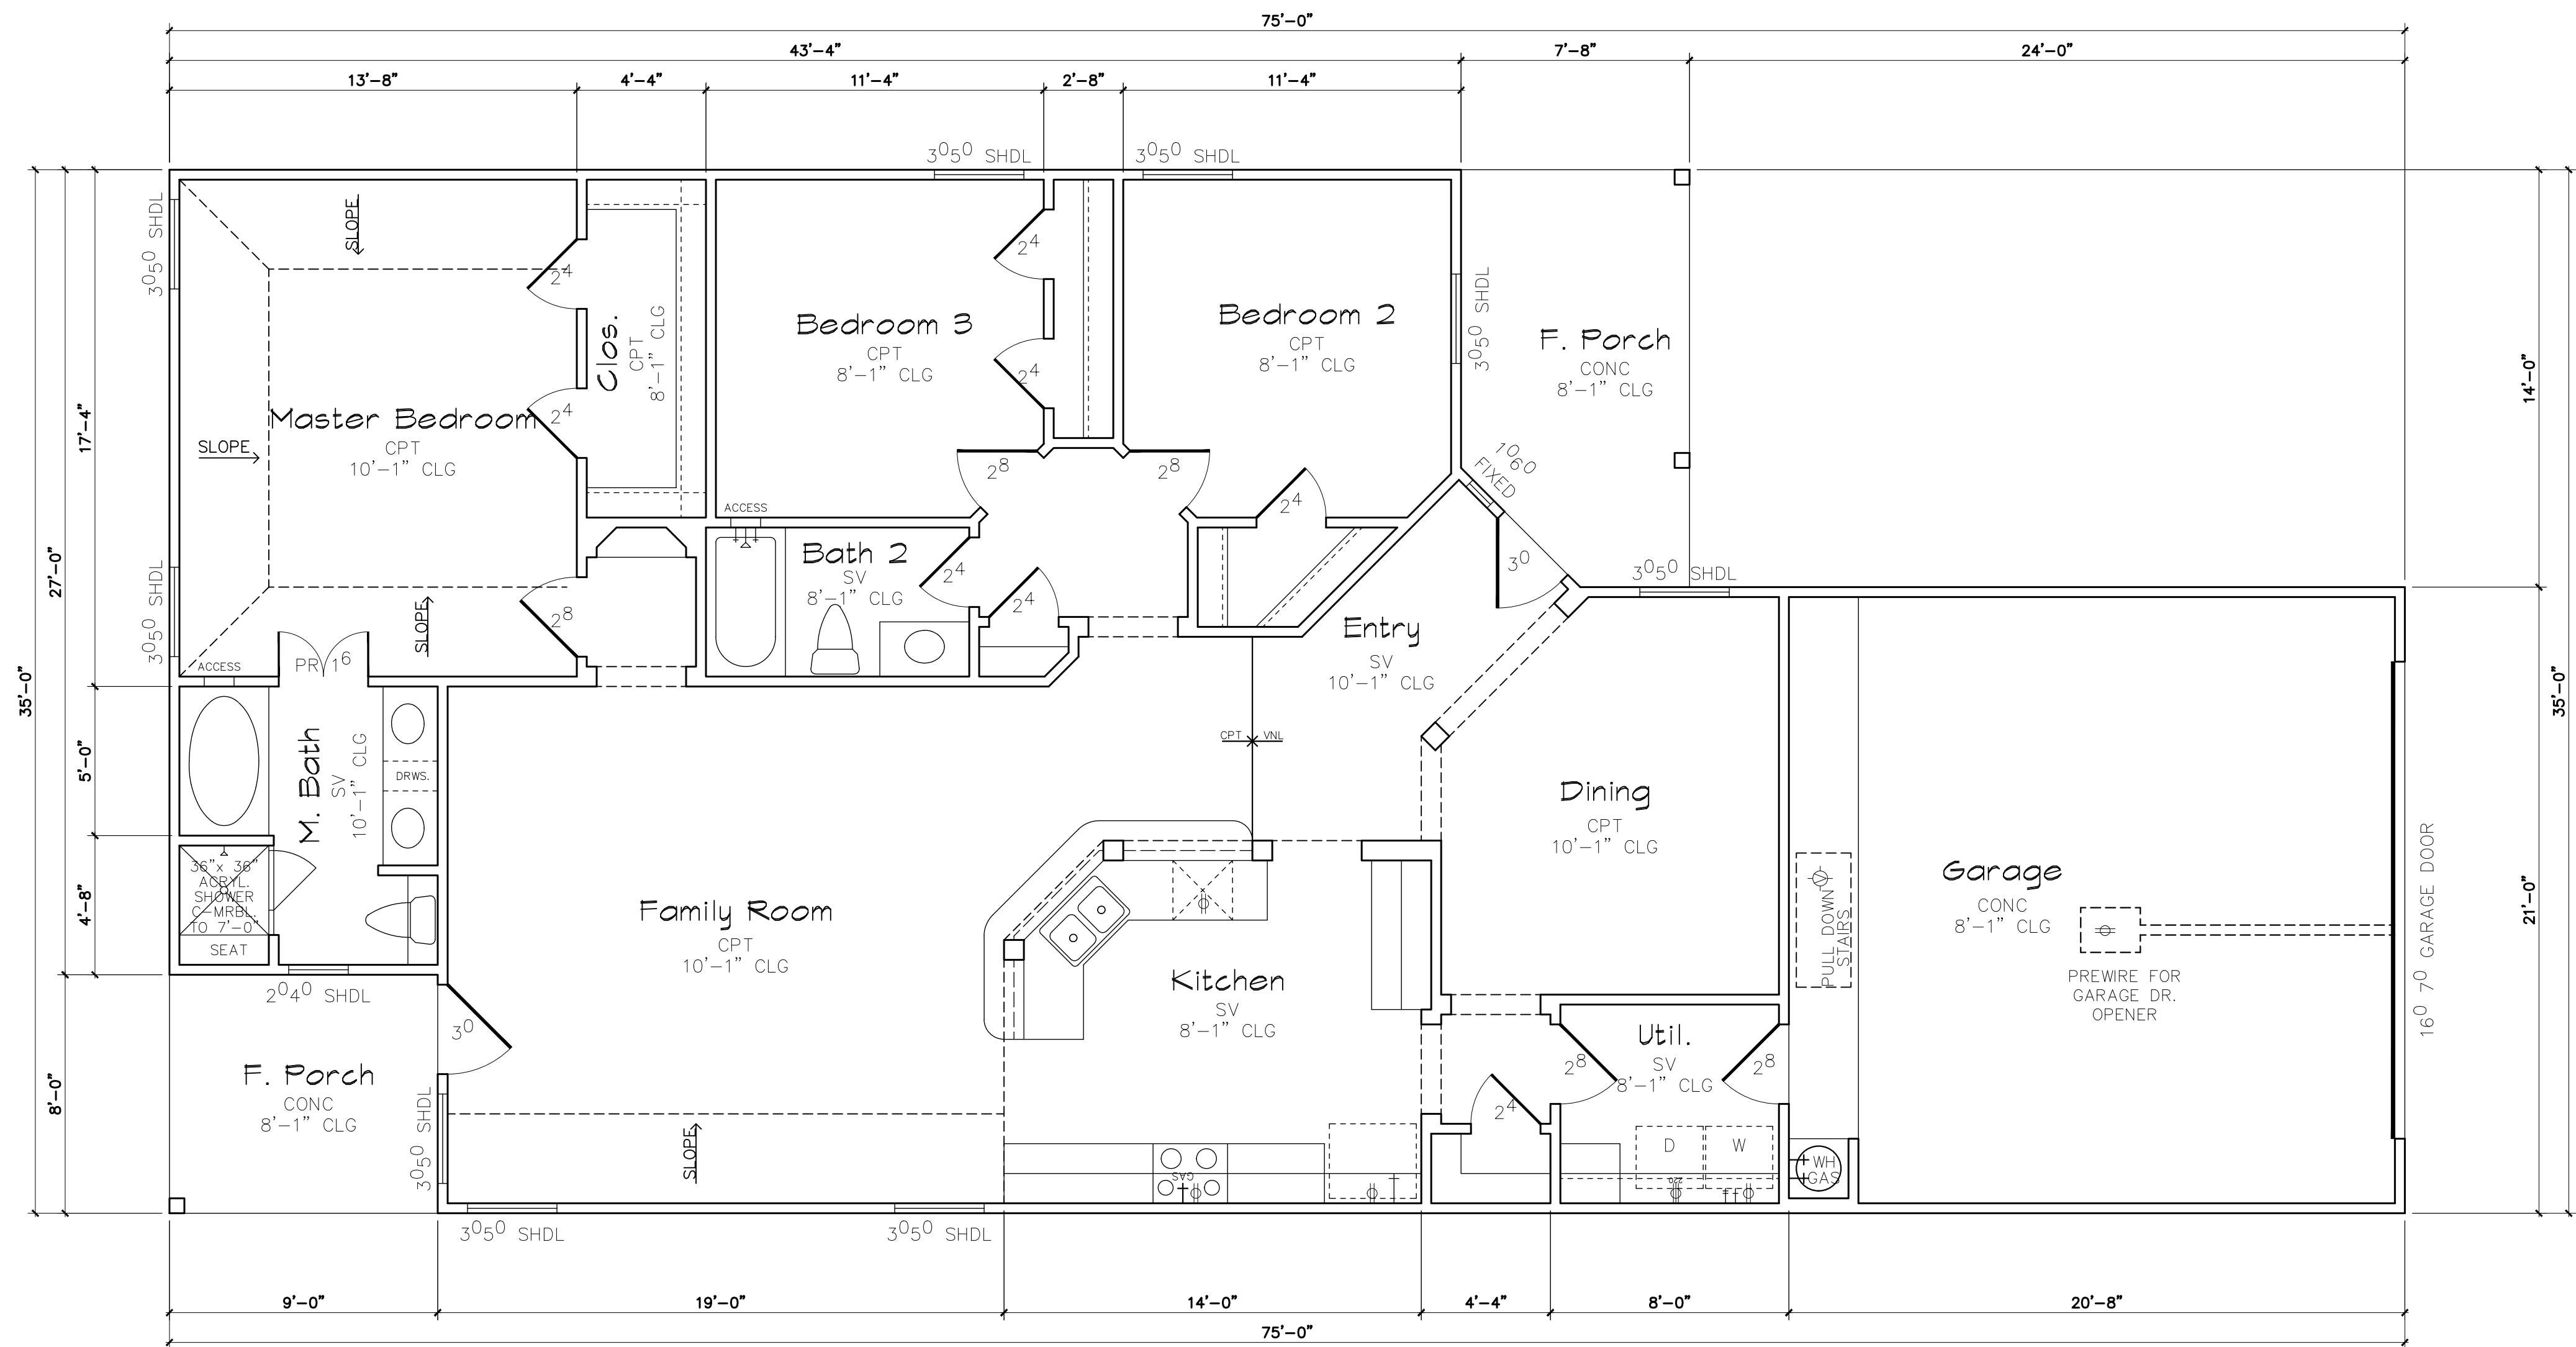 75'-0"
43'-4"
7'-8"
24'-0"
13'-8"
4'-4"
11'-4"
2'-8"
11'-4"
3⁰5⁰ SHDL
3⁰5⁰ SHDL
3⁰5⁰ SHDL
SLOPE
2⁴
2⁴
Clos.
CPT
8'-1" CLG
Bedroom 3
CPT
8'-1" CLG
2⁴
2⁴
Bedroom 2
CPT
8'-1" CLG
3⁰5⁰ SHDL
F. Porch
CONC
8'-1" CLG
14'-0"
17'-4"
Master Bedroom
CPT
10'-1" CLG
SLOPE
2⁸
2⁸
1⁰6⁰
FIXED
ACCESS
2⁴
27'-0"
3⁰5⁰ SHDL
SLOPE
2⁸
Bath 2
SV
8'-1" CLG
2⁴
2⁴
3⁰
3⁰5⁰ SHDL
Entry
SV
10'-1" CLG
ACCESS
PR 1⁶
35'-0"
35'-0"
CPT
VNL
5'-0"
M. Bath
SV
10'-1" CLG
DRWS.
Dining
CPT
10'-1" CLG
4'-8"
36"x 36"
ACRYL.
SHOWER
C-MRBL.
TO 7'-0"
SEAT
Family Room
CPT
10'-1" CLG
Kitchen
SV
8'-1" CLG
PULL DOWN
STAIRS
Garage
CONC
8'-1" CLG
PREWIRE FOR
GARAGE DR.
OPENER
16⁰ 7⁰ GARAGE DOOR
21'-0"
2⁰4⁰ SHDL
3⁰
Util.
SV
8'-1" CLG
2⁸
2⁸
8'-0"
F. Porch
CONC
8'-1" CLG
3⁰5⁰ SHDL
SLOPE
2⁴
GAS
D
W
220
WH
GAS
3⁰5⁰ SHDL
3⁰5⁰ SHDL
9'-0"
19'-0"
14'-0"
4'-4"
8'-0"
20'-8"
75'-0"